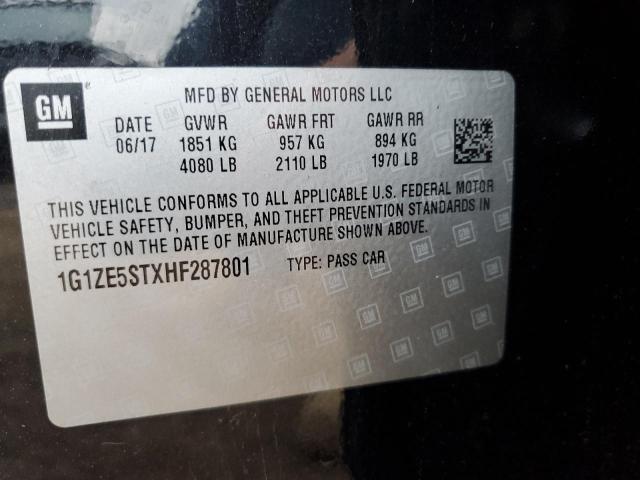 GM
MFD BY GENERAL MOTORS LLC
DATE GVWR GAWR FRT GAWR RR
06/17 1851 KG 957 KG 894 KG
4080 LB 2110 LB 1970 LB
THIS VEHICLE CONFORMS TO ALL APPLICABLE U.S. FEDERAL MOTOR
VEHICLE SAFETY, BUMPER, AND THEFT PREVENTION STANDARDS IN
EFFECT ON THE DATE OF MANUFACTURE SHOWN ABOVE.
1G1ZE5STXHF287801 TYPE: PASS CAR